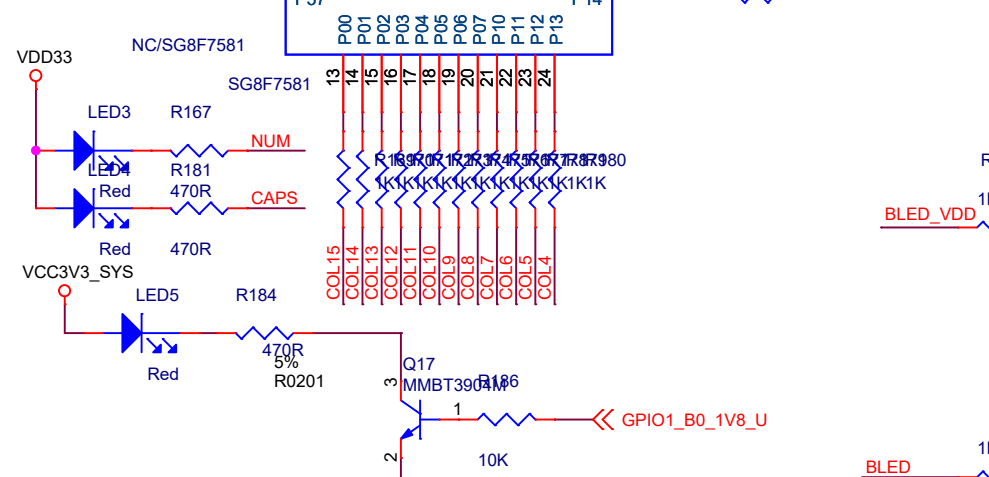 P00
P01
P02
P03
P04
P05
P06
P07
P10
P11
P12
P13
NC/SG8F7581
VDD33
SG8F7581
13
14
15
16
17
18
19
20
21
22
23
24
LED3
R167
NUM
LED4
R181
Red
470R
CAPS
Red
470R
1K
BLED_VDD
COL15
COL14
COL13
COL12
COL11
COL10
COL9
COL8
COL7
COL6
COL5
COL4
VCC3V3_SYS
LED5
R184
470R
5%
R0201
Red
Q17
MMBT3904M
R186
3
1
2
GPIO1_B0_1V8_U
10K
BLED